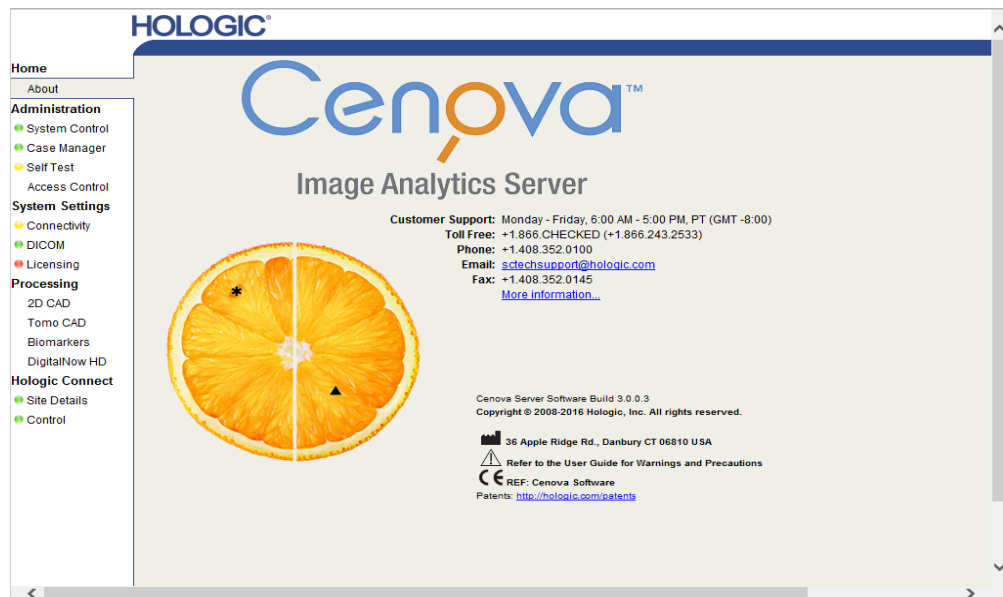 HOLOGIC®
Home
About
Administration
System Control
Case Manager
Self Test
Access Control
System Settings
Connectivity
DICOM
Licensing
Processing
2D CAD
Tomo CAD
Biomarkers
DigitalNow HD
Hologic Connect
Site Details
Control
Cenova™
Image Analytics Server
Customer Support: Monday - Friday, 6:00 AM - 5:00 PM, PT (GMT -8:00)
Toll Free: +1.866.CHECKED (+1.866.243.2533)
Phone: +1.408.352.0100
Email: sctechsupport@hologic.com
Fax: +1.408.352.0145
More information...
Cenova Server Software Build 3.0.0.3
Copyright © 2008-2016 Hologic, Inc. All rights reserved.
36 Apple Ridge Rd., Danbury CT 06810 USA
Refer to the User Guide for Warnings and Precautions
CE REF: Cenova Software
Patents: http://hologic.com/patents